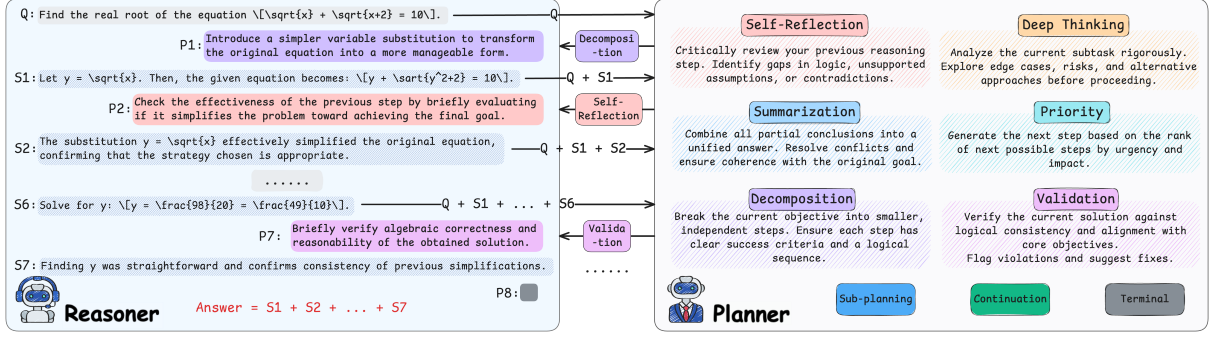 Q: Find the real root of the equation \[\sqrt{x} + \sqrt{x+2} = 10\].
Q
P1: Introduce a simpler variable substitution to transform
the original equation into a more manageable form.
Decomposi
-tion
S1: Let y = \sqrt{x}. Then, the given equation becomes: \[y + \sart{y^2+2} = 10\].
Q + S1
P2: Check the effectiveness of the previous step by briefly evaluating
if it simplifies the problem toward achieving the final goal.
Self-
Reflection
S2: The substitution y = \sqrt{x} effectively simplified the original equation,
confirming that the strategy chosen is appropriate.
Q + S1 + S2
......
S6: Solve for y: \[y = \frac{98}{20} = \frac{49}{10}\].
Q + S1 + ... + S6
P7: Briefly verify algebraic correctness and
reasonability of the obtained solution.
Valida
-tion
S7: Finding y was straightforward and confirms consistency of previous simplifications.
......
P8:
Answer = S1 + S2 + ... + S7
Reasoner
Self-Reflection
Critically review your previous reasoning
step. Identify gaps in logic, unsupported
assumptions, or contradictions.
Deep Thinking
Analyze the current subtask rigorously.
Explore edge cases, risks, and alternative
approaches before proceeding.
Summarization
Combine all partial conclusions into a
unified answer. Resolve conflicts and
ensure coherence with the original goal.
Priority
Generate the next step based on the rank
of next possible steps by urgency and
impact.
Decomposition
Break the current objective into smaller,
independent steps. Ensure each step has
clear success criteria and a logical
sequence.
Validation
Verify the current solution against
logical consistency and alignment with
core objectives.
Flag violations and suggest fixes.
Planner
Sub-planning
Continuation
Terminal